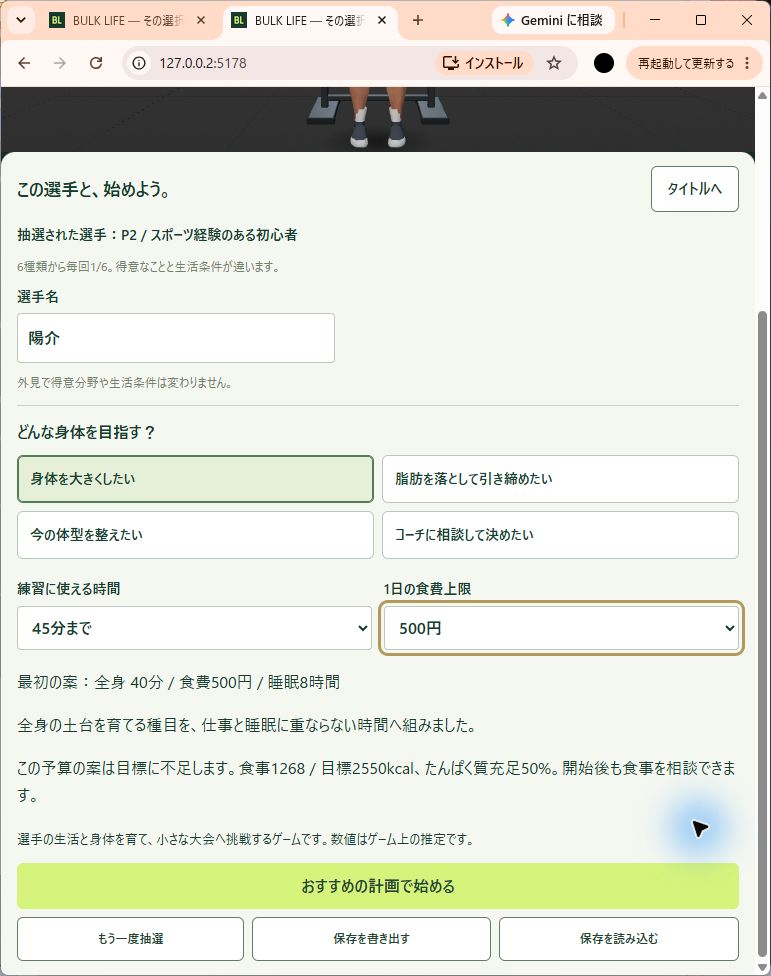 BL BULK LIFE — その選択
BL BULK LIFE — その選択
Gemini に相談
127.0.0.2:5178
インストール
再起動して更新する
この選手と、始めよう。
タイトルへ
抽選された選手：P2 / スポーツ経験のある初心者
6種類から毎回1/6。得意なことと生活条件が違います。
選手名
陽介
外見で得意分野や生活条件は変わりません。
どんな身体を目指す？
身体を大きくしたい
脂肪を落として引き締めたい
今の体型を整えたい
コーチに相談して決めたい
練習に使える時間
1日の食費上限
45分まで
500円
最初の案：全身 40分 / 食費500円 / 睡眠8時間
全身の土台を育てる種目を、仕事と睡眠に重ならない時間へ組みました。
この予算の案は目標に不足します。食事1268 / 目標2550kcal、たんぱく質充足50%。開始後も食事を相談できま
す。
選手の生活と身体を育て、小さな大会へ挑戦するゲームです。数値はゲーム上の推定です。
おすすめの計画で始める
もう一度抽選
保存を書き出す
保存を読み込む